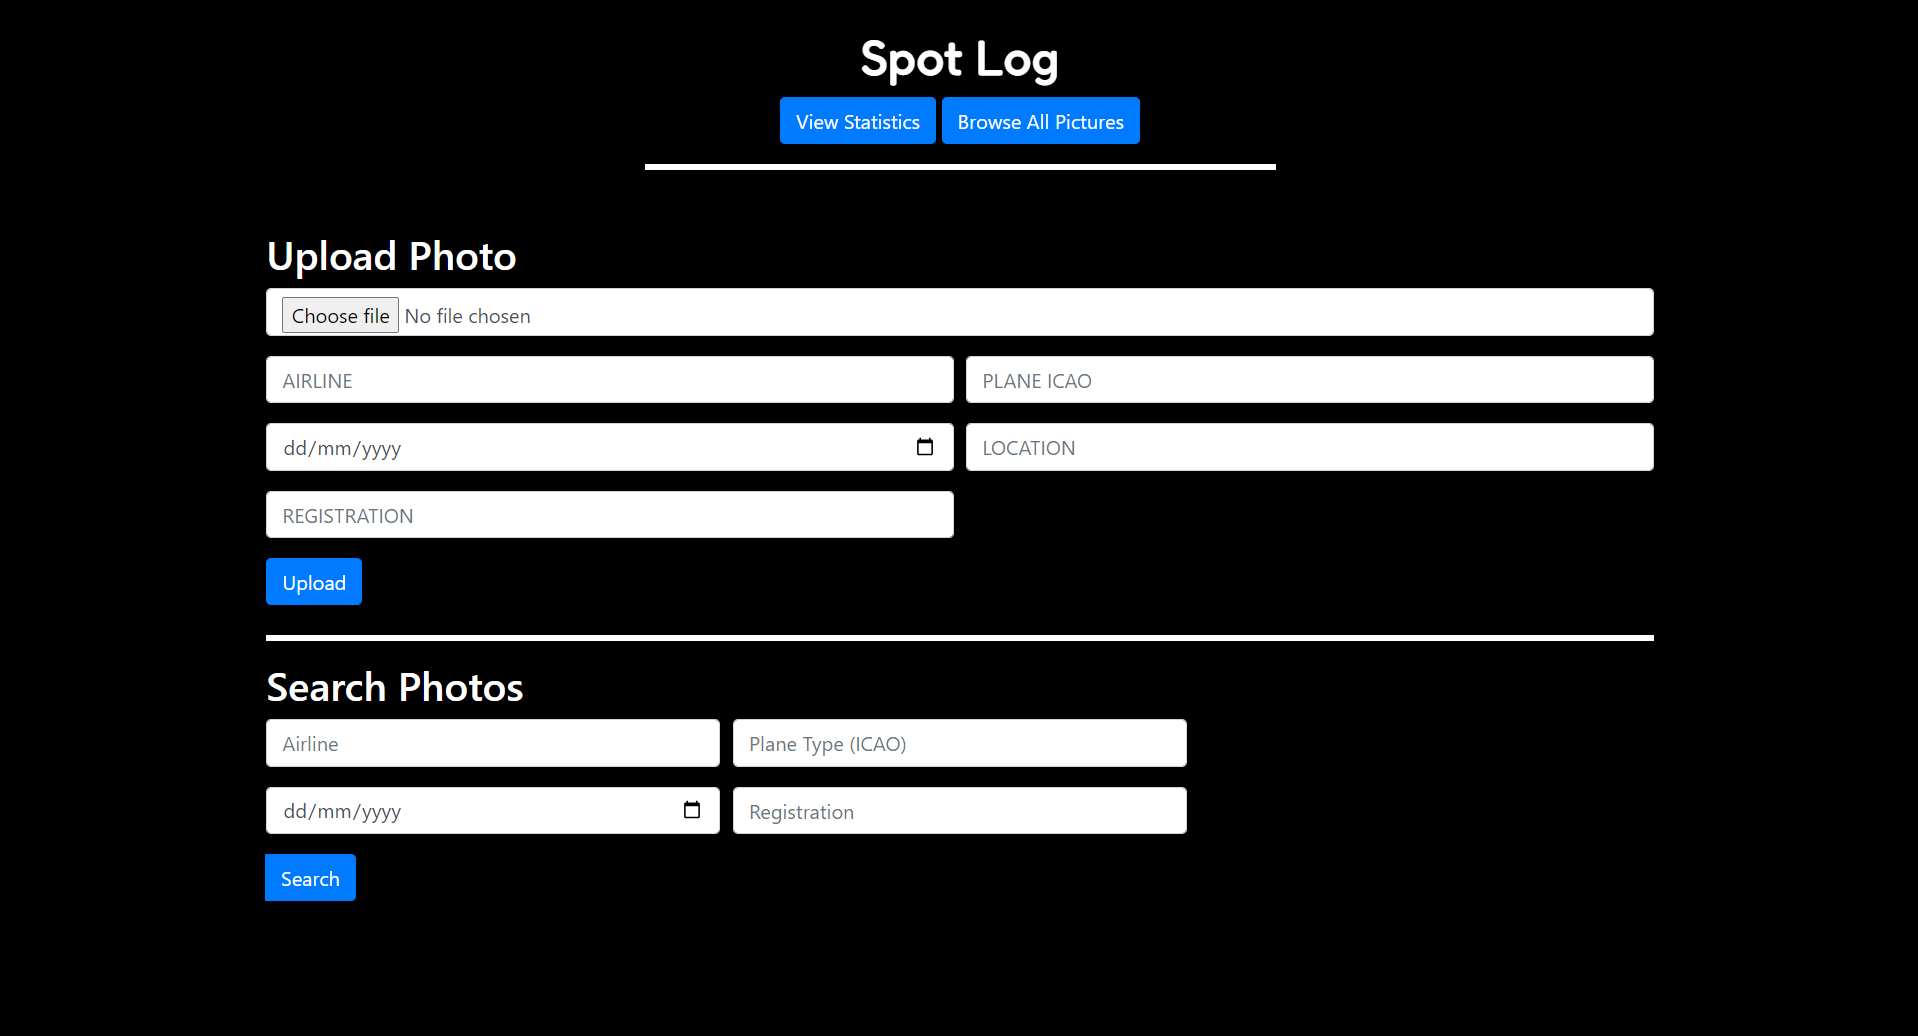 Spot Log
View Statistics Browse All Pictures
Upload Photo
Choose file No file chosen
AIRLINE PLANE ICAO
dd/mm/yyyy LOCATION
REGISTRATION
Upload
Search Photos
Airline Plane Type (ICAO)
dd/mm/yyyy Registration
Search